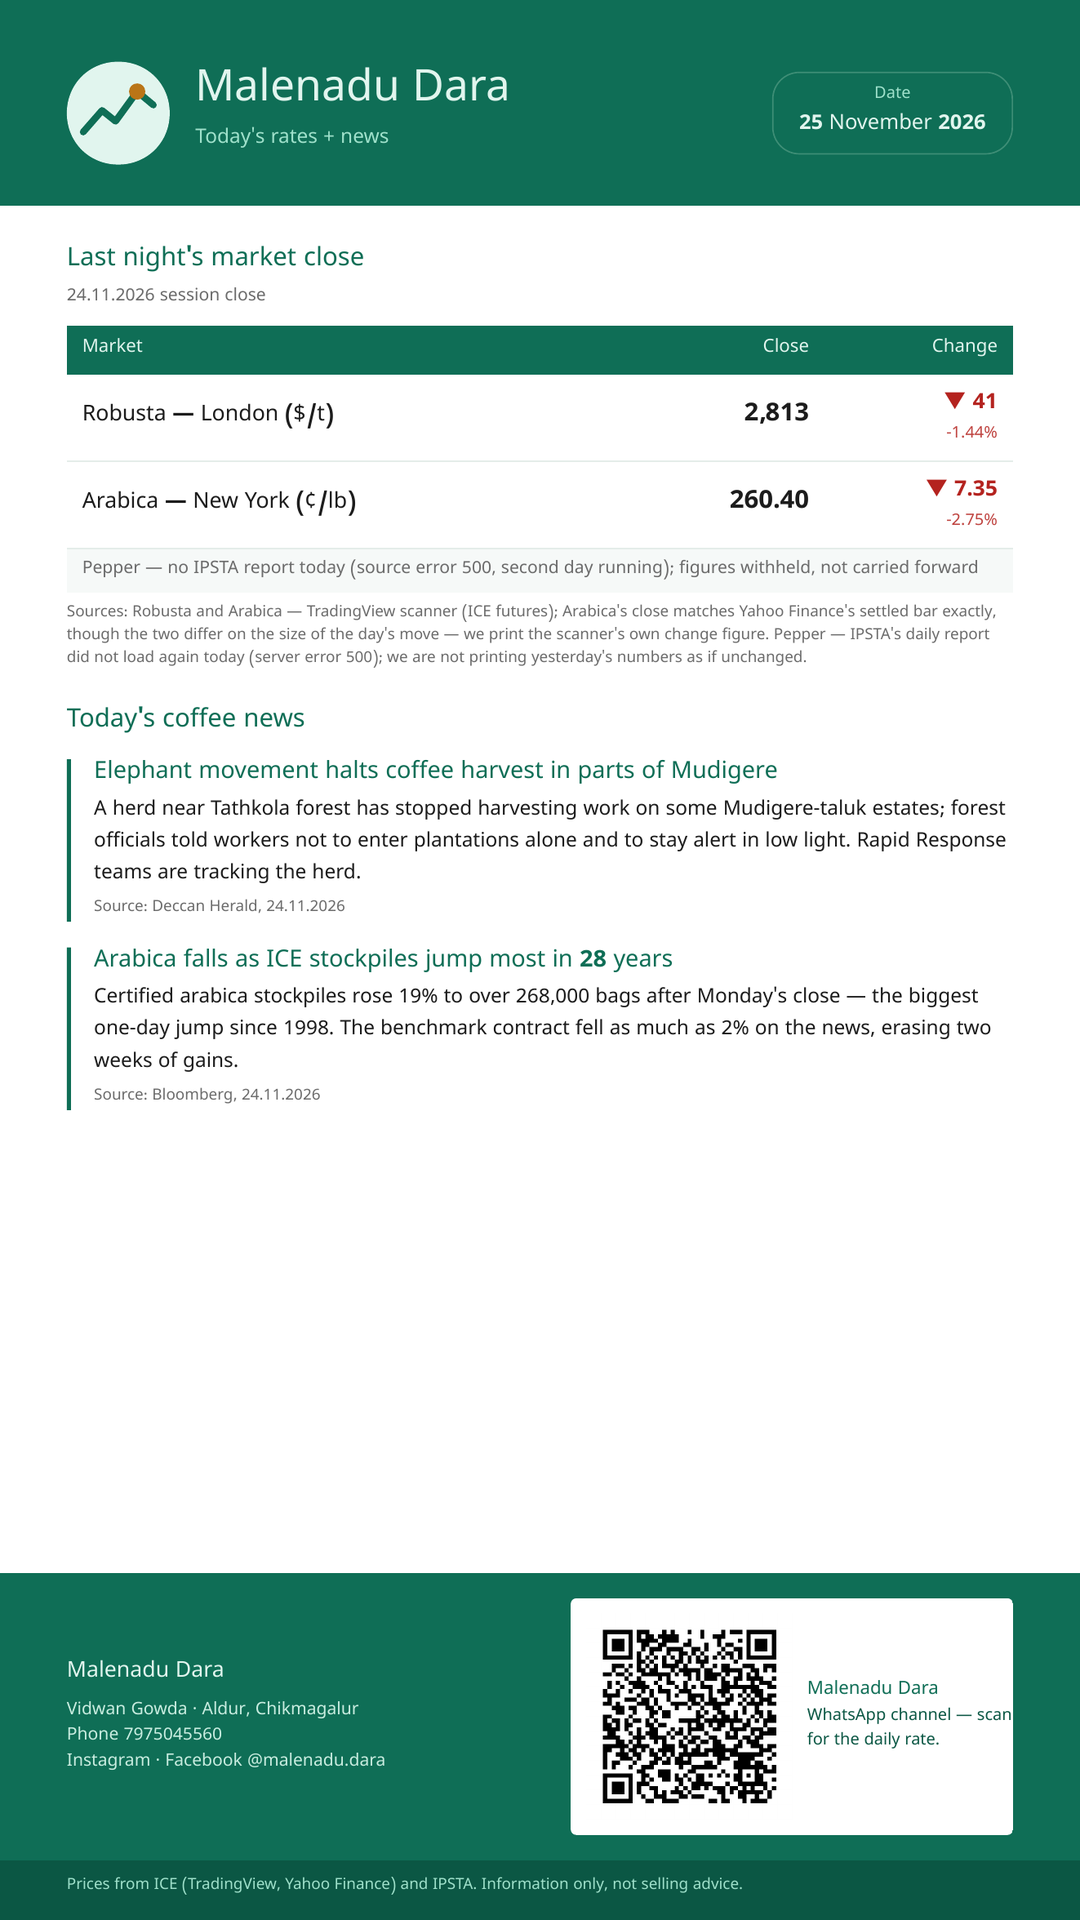 Malenadu Dara
Today's rates + news
Date
25 November 2026
Last night's market close
24.11.2026 session close
Market Close Change
Robusta — London ($/t) 2,813 ▼ 41
-1.44%
Arabica — New York (¢/lb) 260.40 ▼ 7.35
-2.75%
Pepper — no IPSTA report today (source error 500, second day running); figures withheld, not carried forward
Sources: Robusta and Arabica — TradingView scanner (ICE futures); Arabica's close matches Yahoo Finance's settled bar exactly,
though the two differ on the size of the day's move — we print the scanner's own change figure. Pepper — IPSTA's daily report
did not load again today (server error 500); we are not printing yesterday's numbers as if unchanged.
Today's coffee news
Elephant movement halts coffee harvest in parts of Mudigere
A herd near Tathkola forest has stopped harvesting work on some Mudigere-taluk estates; forest
officials told workers not to enter plantations alone and to stay alert in low light. Rapid Response
teams are tracking the herd.
Source: Deccan Herald, 24.11.2026
Arabica falls as ICE stockpiles jump most in 28 years
Certified arabica stockpiles rose 19% to over 268,000 bags after Monday's close — the biggest
one-day jump since 1998. The benchmark contract fell as much as 2% on the news, erasing two
weeks of gains.
Source: Bloomberg, 24.11.2026
Malenadu Dara
Vidwan Gowda · Aldur, Chikmagalur
Phone 7975045560
Instagram · Facebook @malenadu.dara
Malenadu Dara
WhatsApp channel — scan
for the daily rate.
Prices from ICE (TradingView, Yahoo Finance) and IPSTA. Information only, not selling advice.